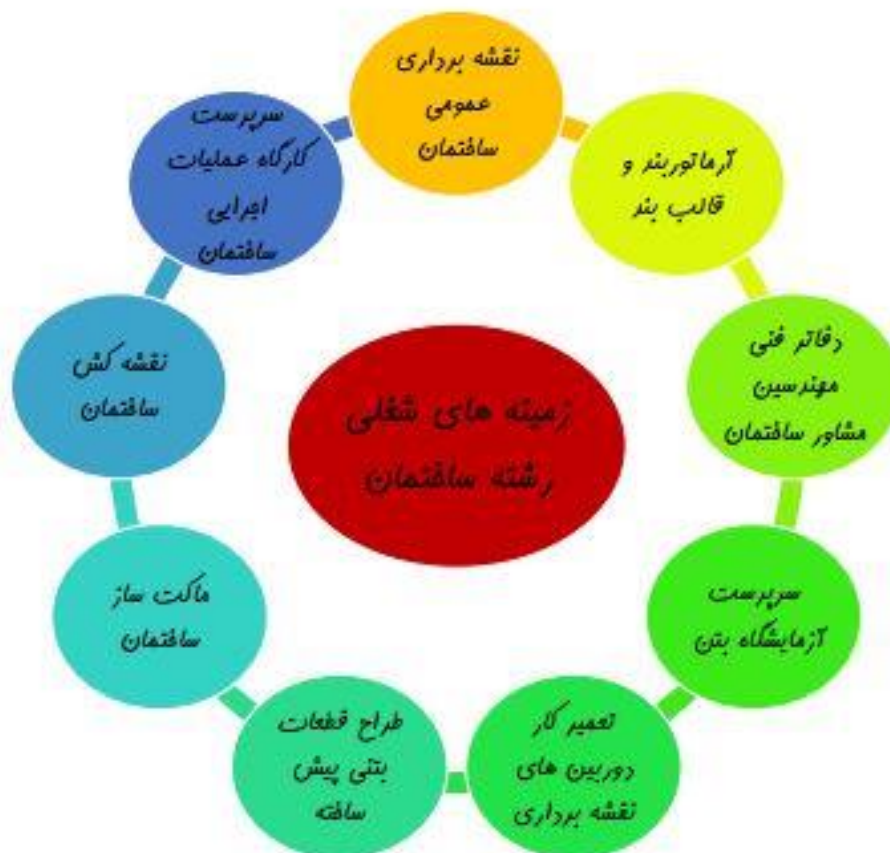 زمینه های شغلی
رشته ساختمان
نقشه برداری
عمومی
ساختمان
آرماتوربند و
قالب بند
دفاتر فنی
مهندسین
مشاور ساختمان
سرپرست
آزمایشگاه بتن
تعمیر کار
دوربین های
نقشه برداری
طراح قطعات
بتنی پیش
ساخته
ماکت ساز
ساختمان
نقشه کش
ساختمان
سرپرست
کارگاه عملیات
اجرایی
ساختمان